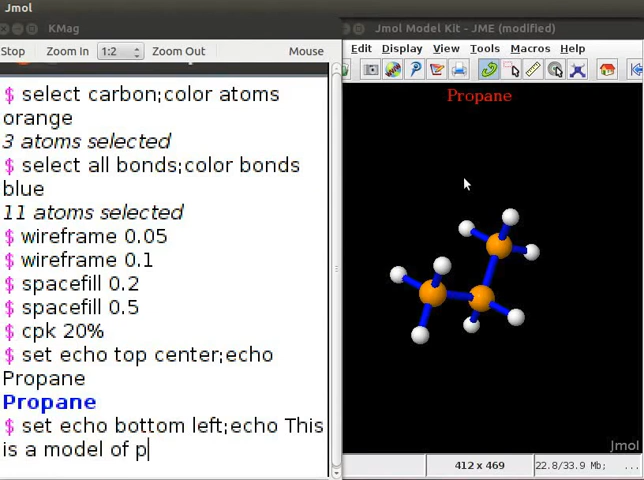 Jmol
KMag
Stop Zoom In 1:2 Zoom Out Mouse
$ select carbon;color atoms
orange
3 atoms selected
$ select all bonds;color bonds
blue
11 atoms selected
$ wireframe 0.05
$ wireframe 0.1
$ spacefill 0.2
$ spacefill 0.5
$ cpk 20%
$ set echo top center;echo
Propane
Propane
$ set echo bottom left;echo This
is a model of p
Jmol Model Kit - JME (modified)
Edit Display View Tools Macros Help
Propane
Jmol
412 x 469 22.8/33.9 Mb; ...